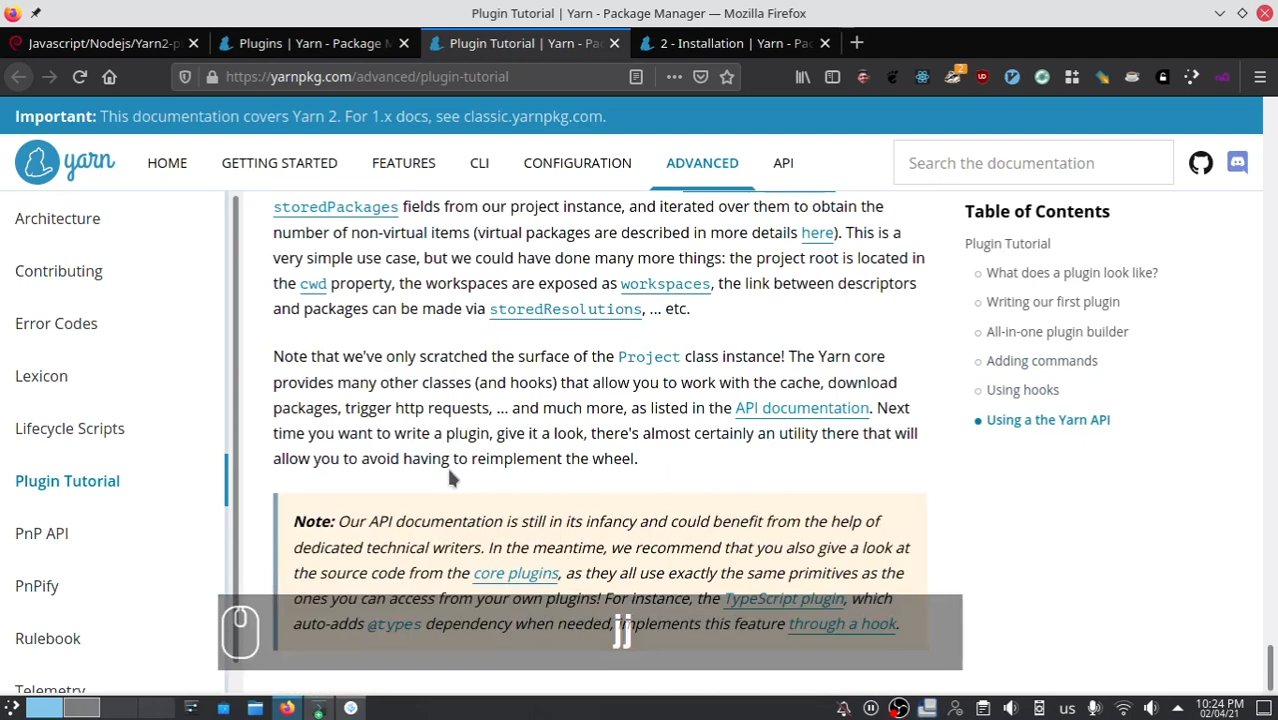 Plugin Tutorial | Yarn - Package Manager — Mozilla Firefox
Javascript/Nodejs/Yarn2-p
Plugins | Yarn - Package M
Plugin Tutorial | Yarn - Pac
2 - Installation | Yarn - Pac
https://yarnpkg.com/advanced/plugin-tutorial
2
Important: This documentation covers Yarn 2. For 1.x docs, see classic.yarnpkg.com.
yarn
HOME
GETTING STARTED
FEATURES
CLI
CONFIGURATION
ADVANCED
API
Search the documentation
Architecture
Contributing
Error Codes
Lexicon
Lifecycle Scripts
Plugin Tutorial
PnP API
PnPify
Rulebook
Telemetry
storedPackages fields from our project instance, and iterated over them to obtain the
number of non-virtual items (virtual packages are described in more details here). This is a
very simple use case, but we could have done many more things: the project root is located in
the cwd property, the workspaces are exposed as workspaces, the link between descriptors
and packages can be made via storedResolutions, ... etc.
Note that we've only scratched the surface of the Project class instance! The Yarn core
provides many other classes (and hooks) that allow you to work with the cache, download
packages, trigger http requests, ... and much more, as listed in the API documentation. Next
time you want to write a plugin, give it a look, there's almost certainly an utility there that will
allow you to avoid having to reimplement the wheel.
Note: Our API documentation is still in its infancy and could benefit from the help of
dedicated technical writers. In the meantime, we recommend that you also give a look at
the source code from the core plugins, as they all use exactly the same primitives as the
ones you can access from your own plugins! For instance, the TypeScript plugin, which
auto-adds @types dependency when needed, implements this feature through a hook.
jj
Table of Contents
Plugin Tutorial
What does a plugin look like?
Writing our first plugin
All-in-one plugin builder
Adding commands
Using hooks
Using a the Yarn API
us
10:24 PM
02/04/21